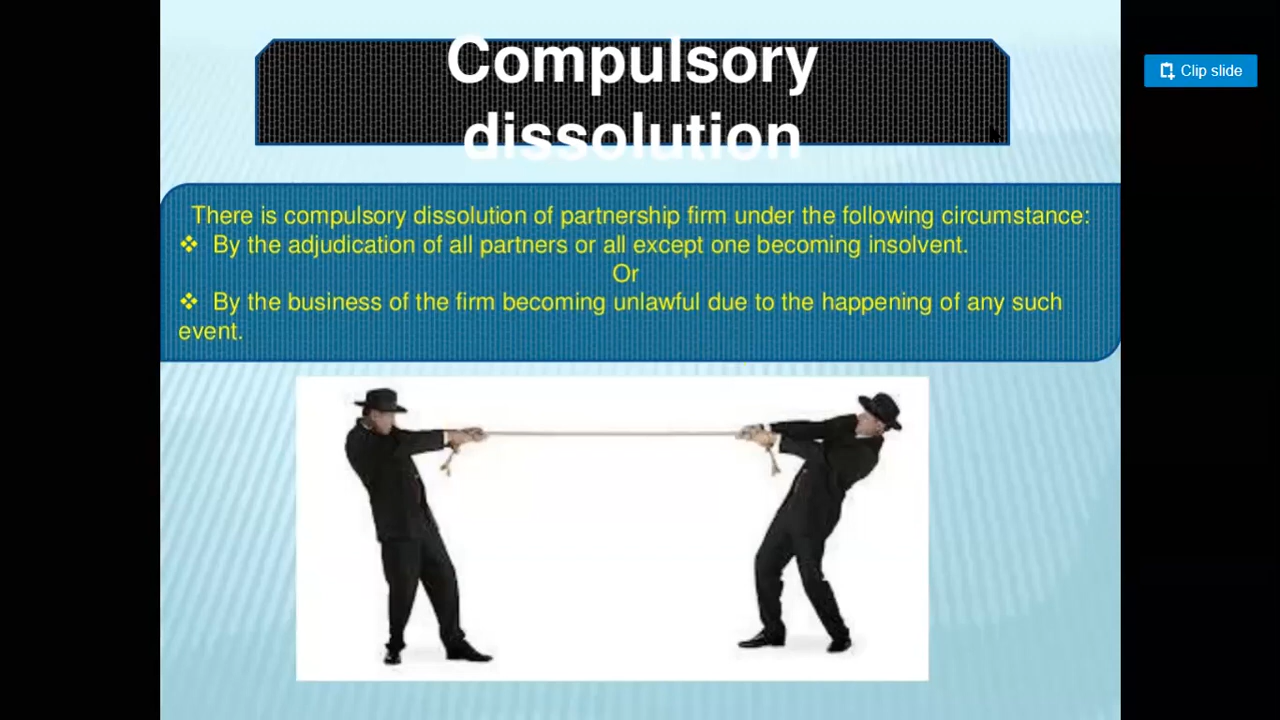 Compulsory
dissolution
Clip slide
There is compulsory dissolution of partnership firm under the following circumstance:
❖ By the adjudication of all partners or all except one becoming insolvent.
Or
❖ By the business of the firm becoming unlawful due to the happening of any such
event.